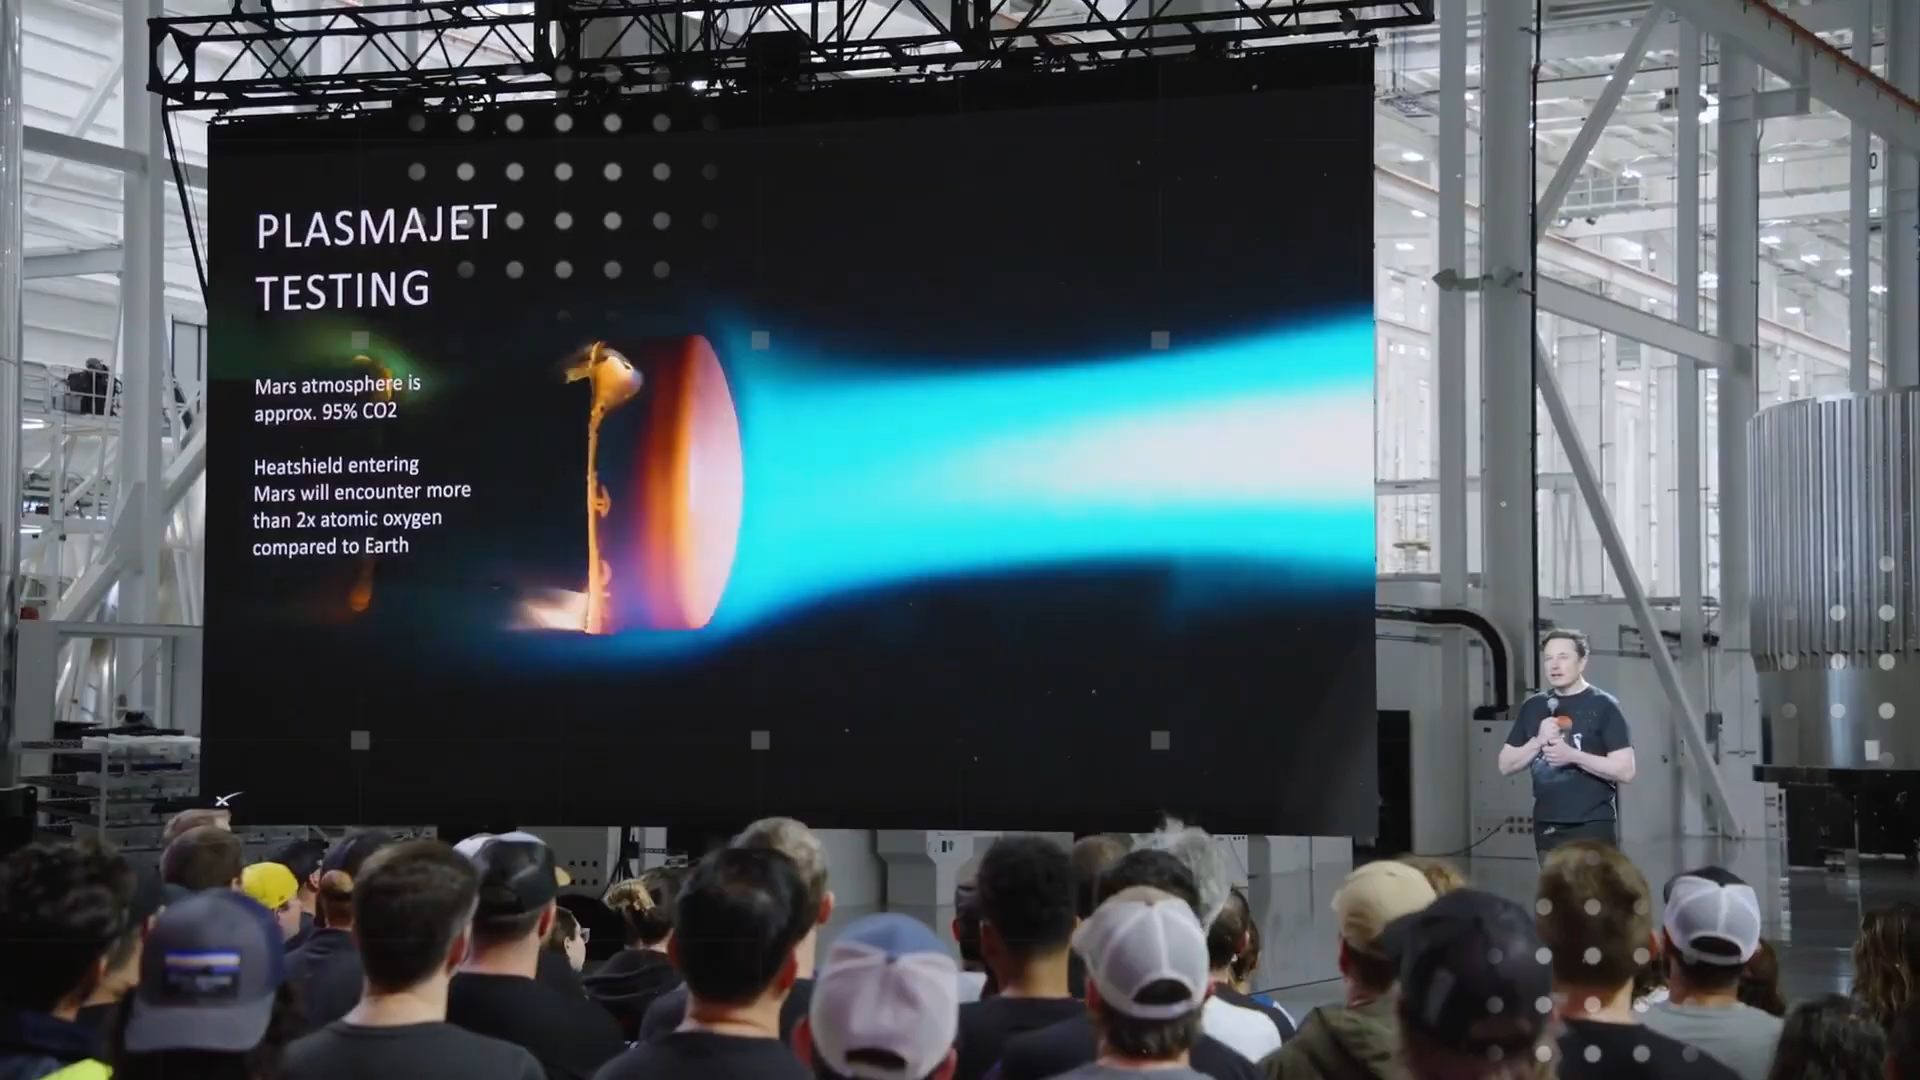 PLASMAJET
TESTING
Mars atmosphere is
approx. 95% CO2
Heatshield entering
Mars will encounter more
than 2x atomic oxygen
compared to Earth